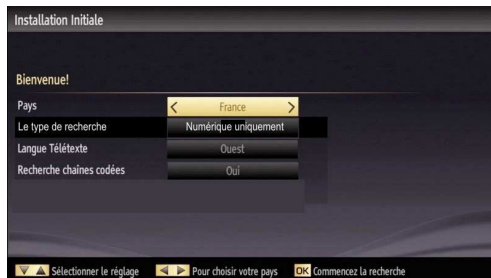 Installation Initiale
Bienvenue!
Pays < France >
Le type de recherche Numérique uniquement
Langue Télétexte Ouest
Recherche chaînes codées Oui
Sélectionner le réglage Pour choisir votre pays OK Commencez la recherche